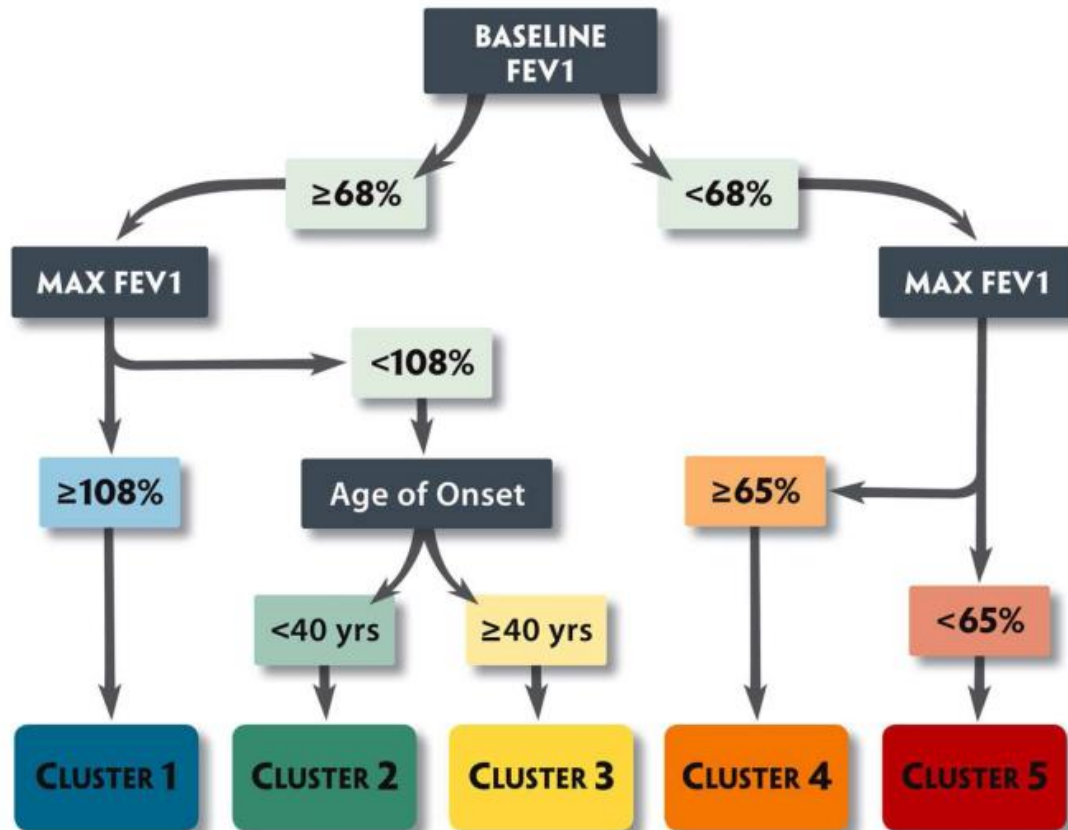 BASELINE
FEV1
≥68%
<68%
MAX FEV1
MAX FEV1
<108%
≥108%
Age of Onset
≥65%
<40 yrs
≥40 yrs
<65%
CLUSTER 1
CLUSTER 2
CLUSTER 3
CLUSTER 4
CLUSTER 5